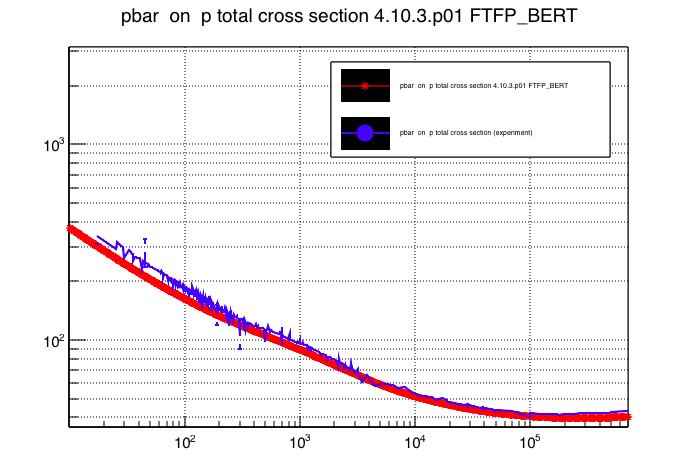 pbar on p total cross section 4.10.3.p01 FTFP_BERT
pbar on p total cross section 4.10.3.p01 FTFP_BERT
pbar on p total cross section (experiment)
10³
10²
10² 10³ 10⁴ 10⁵